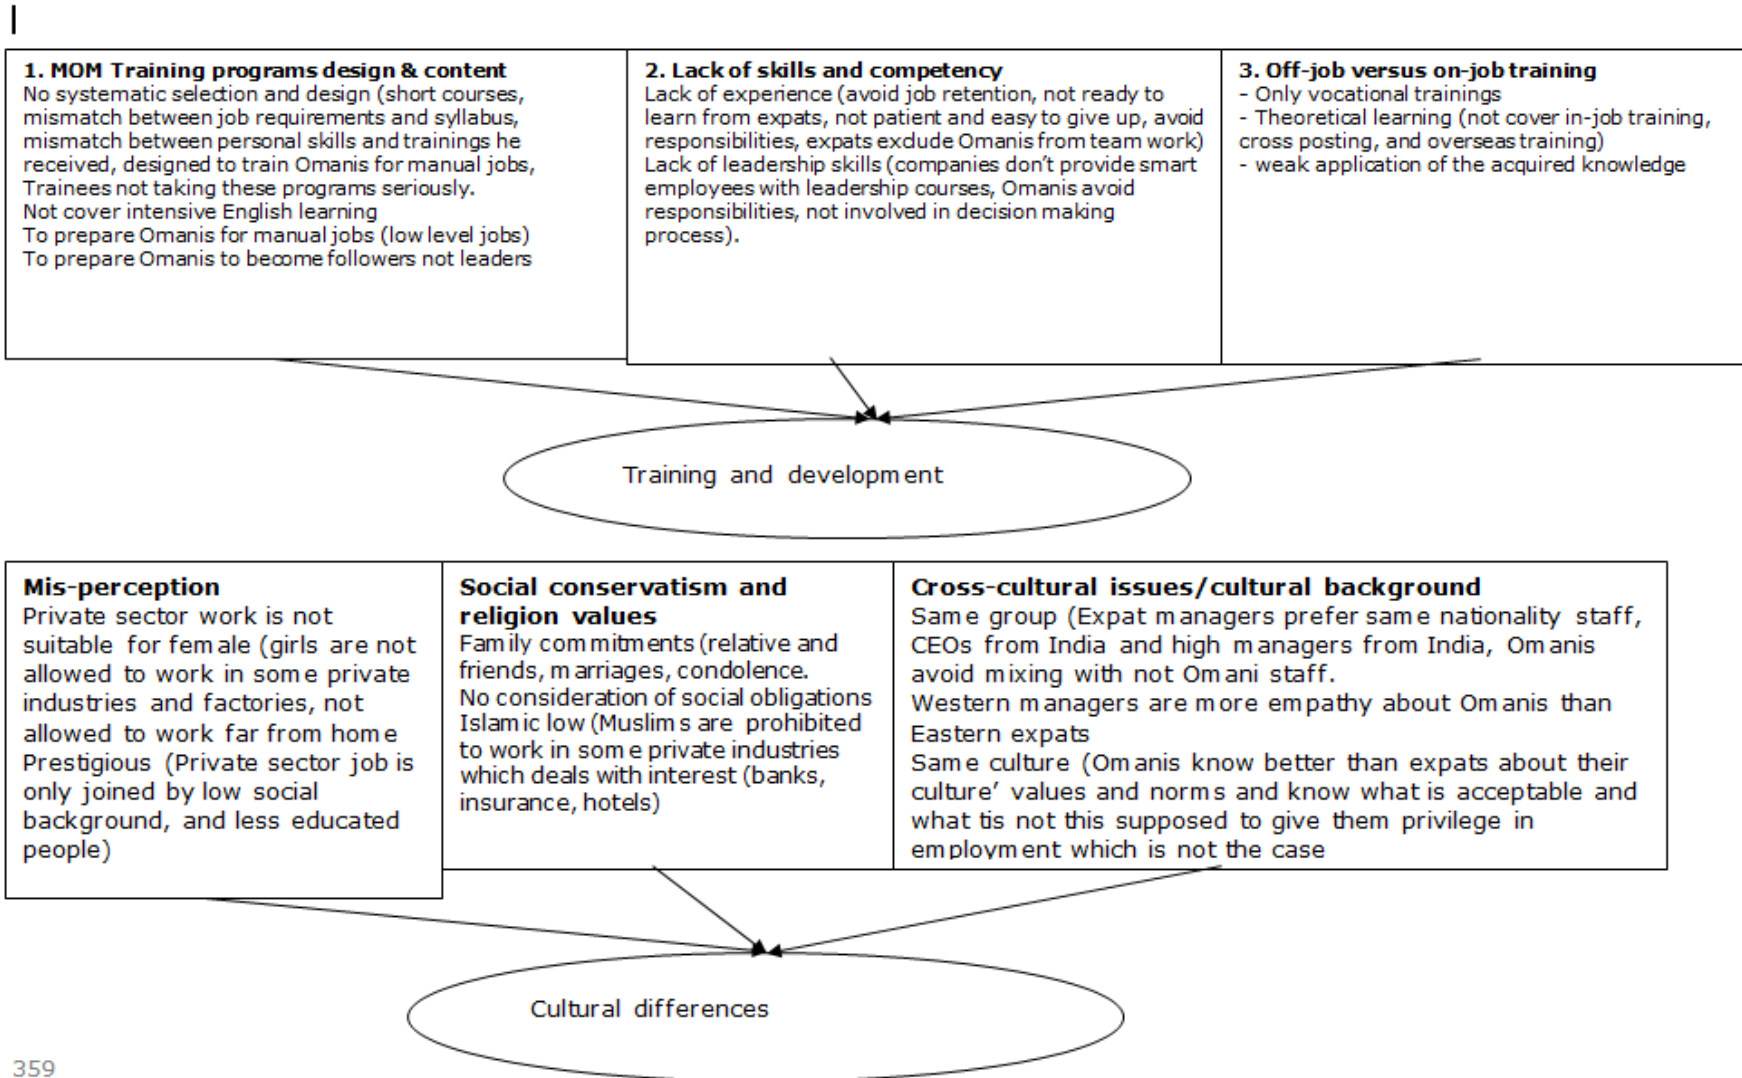 1. MOM Training programs design & content
No systematic selection and design (short courses,
mismatch between job requirements and syllabus,
mismatch between personal skills and trainings he
received, designed to train Omanis for manual jobs,
Trainees not taking these programs seriously.
Not cover intensive English learning
To prepare Omanis for manual jobs (low level jobs)
To prepare Omanis to become followers not leaders
2. Lack of skills and competency
Lack of experience (avoid job retention, not ready to
learn from expats, not patient and easy to give up, avoid
responsibilities, expats exclude Omanis from team work)
Lack of leadership skills (companies don't provide smart
employees with leadership courses, Omanis avoid
responsibilities, not involved in decision making
process).
3. Off-job versus on-job training
- Only vocational trainings
- Theoretical learning (not cover in-job training,
cross posting, and overseas training)
- weak application of the acquired knowledge
Training and development
Mis-perception
Private sector work is not
suitable for female (girls are not
allowed to work in some private
industries and factories, not
allowed to work far from home
Prestigious (Private sector job is
only joined by low social
background, and less educated
people)
Social conservatism and
religion values
Family commitments (relative and
friends, marriages, condolence.
No consideration of social obligations
Islamic low (Muslims are prohibited
to work in some private industries
which deals with interest (banks,
insurance, hotels)
Cross-cultural issues/cultural background
Same group (Expat managers prefer same nationality staff,
CEOs from India and high managers from India, Omanis
avoid mixing with not Omani staff.
Western managers are more empathy about Omanis than
Eastern expats
Same culture (Omanis know better than expats about their
culture' values and norms and know what is acceptable and
what tis not this supposed to give them privilege in
employment which is not the case
Cultural differences
359